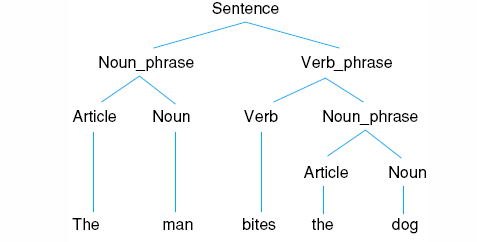 Sentence
Noun_phrase Verb_phrase
Article Noun Verb Noun_phrase
Article Noun
The man bites the dog